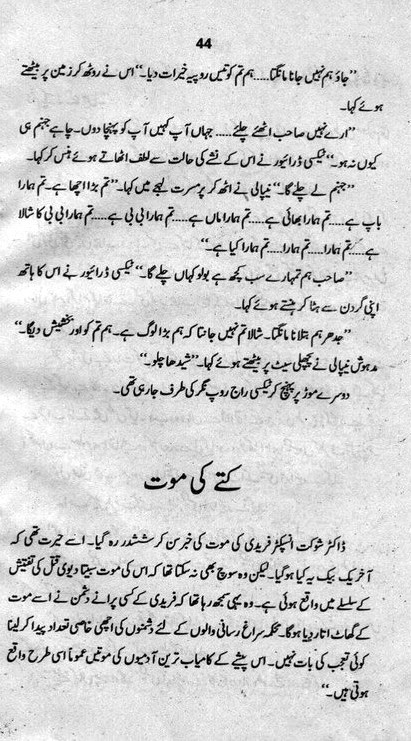 44
”جاؤ ہم نہیں جانا مانگتا.....ہم تم کو تیس روپیہ خیرات دیا۔“ اس نے روٹھ کر زمین پر بیٹھتے
ہوئے کہا۔
”ارے نہیں صاحب اٹھئے چلئے..... جہاں آپ کہیں آپ کو پہنچا دوں۔ چاہے جہنم ہی
کیوں نہ ہو۔“ ٹیکسی ڈرائیور نے اس کے نشے کی حالت سے لطف اٹھاتے ہوئے ہنس کر کہا۔
”جہنم لے چلے گا۔“ نیپالی نے اٹھ کر پر مسرت لہجے میں کہا۔ ”تم بڑا اچھا ہے۔ تم ہمارا
باپ ہے..... تم ہمارا بھائی ہے..... تم ہمارا ماں ہے..... تم ہمارا بی بی ہے..... تم ہمارا بی بی کا شالا
ہے..... تم ہمارا..... تم ہمارا..... تم ہمارا کیا ہے۔“
”صاحب ہم تمہارے سب کچھ ہے بولو کہاں چلے گا۔“ ٹیکسی ڈرائیور نے اس کا ہاتھ
اپنی گردن سے ہٹا کر ہنستے ہوئے کہا۔
”جدھر ہم بتلانا مانگتا۔ شالا تم نہیں جانتا کہ ہم بڑا لوگ ہے۔ ہم تم کو اور بخشیش دیگا۔“
مدہوش نیپالی نے پچھلی سیٹ پر بیٹھتے ہوئے کہا۔ ”شیدھا چلو۔“
دوسرے موڑ پر پہنچ کر ٹیکسی راج روپ نگر کی طرف جا رہی تھی۔
کتے کی موت
ڈاکٹر شوکت انسپکٹر فریدی کی موت کی خبر سن کر ششدر رہ گیا۔ اسے حیرت تھی کہ
آخر یک بیک یہ کیا ہو گیا۔ لیکن وہ سوچ بھی نہ سکتا تھا کہ اس کی موت سیتا دیوی قتل کی تفتیش
کے سلسلے میں واقع ہوئی ہے۔ وہ یہی سمجھ رہا تھا کہ فریدی کے کسی پرانے دشمن نے اسے موت
کے گھاٹ اتار دیا ہوگا۔ محکمہ سراغ رسانی والوں کے لئے دشمنوں کی اچھی خاصی تعداد پیدا کر لینا
کوئی تعجب کی بات نہیں۔ اس پیشے کے کامیاب ترین آدمیوں کی موتیں عموماً اسی طرح واقع
ہوتی ہیں۔“